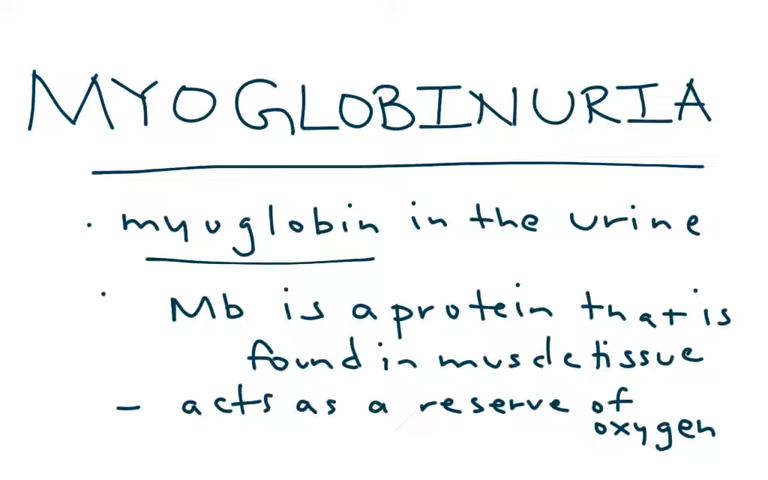 MYOGLOBINURIA
· myoglobin in the urine
· Mb is a protein that is
found in muscle tissue
- acts as a reserve of
oxygen